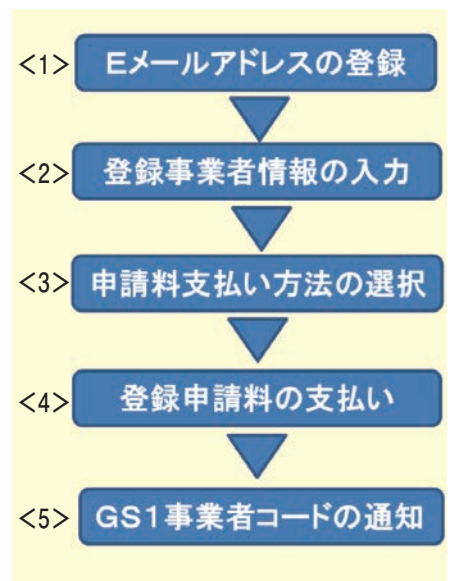 <1> Eメールアドレスの登録
<2> 登録事業者情報の入力
<3> 申請料支払い方法の選択
<4> 登録申請料の支払い
<5> GS1事業者コードの通知